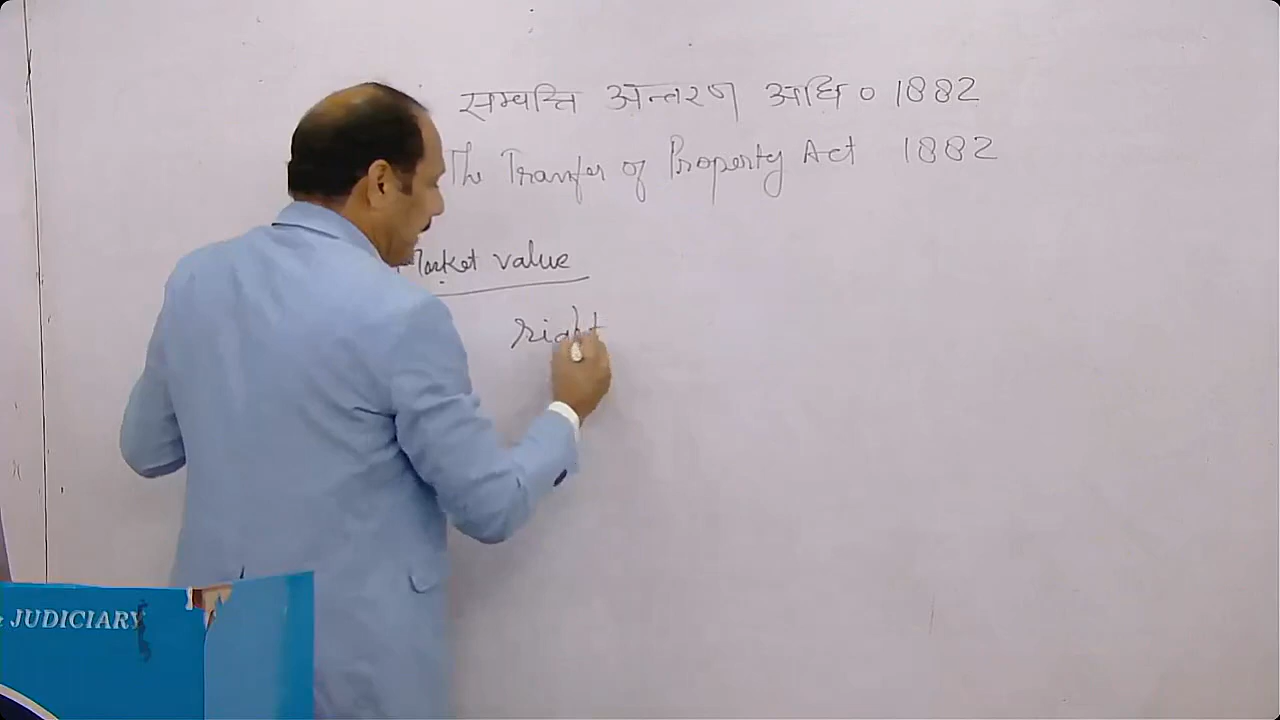 सम्पत्ति अन्तरण अधि० 1882
The Transfer of Property Act 1882
Market value
right
JUDICIARY